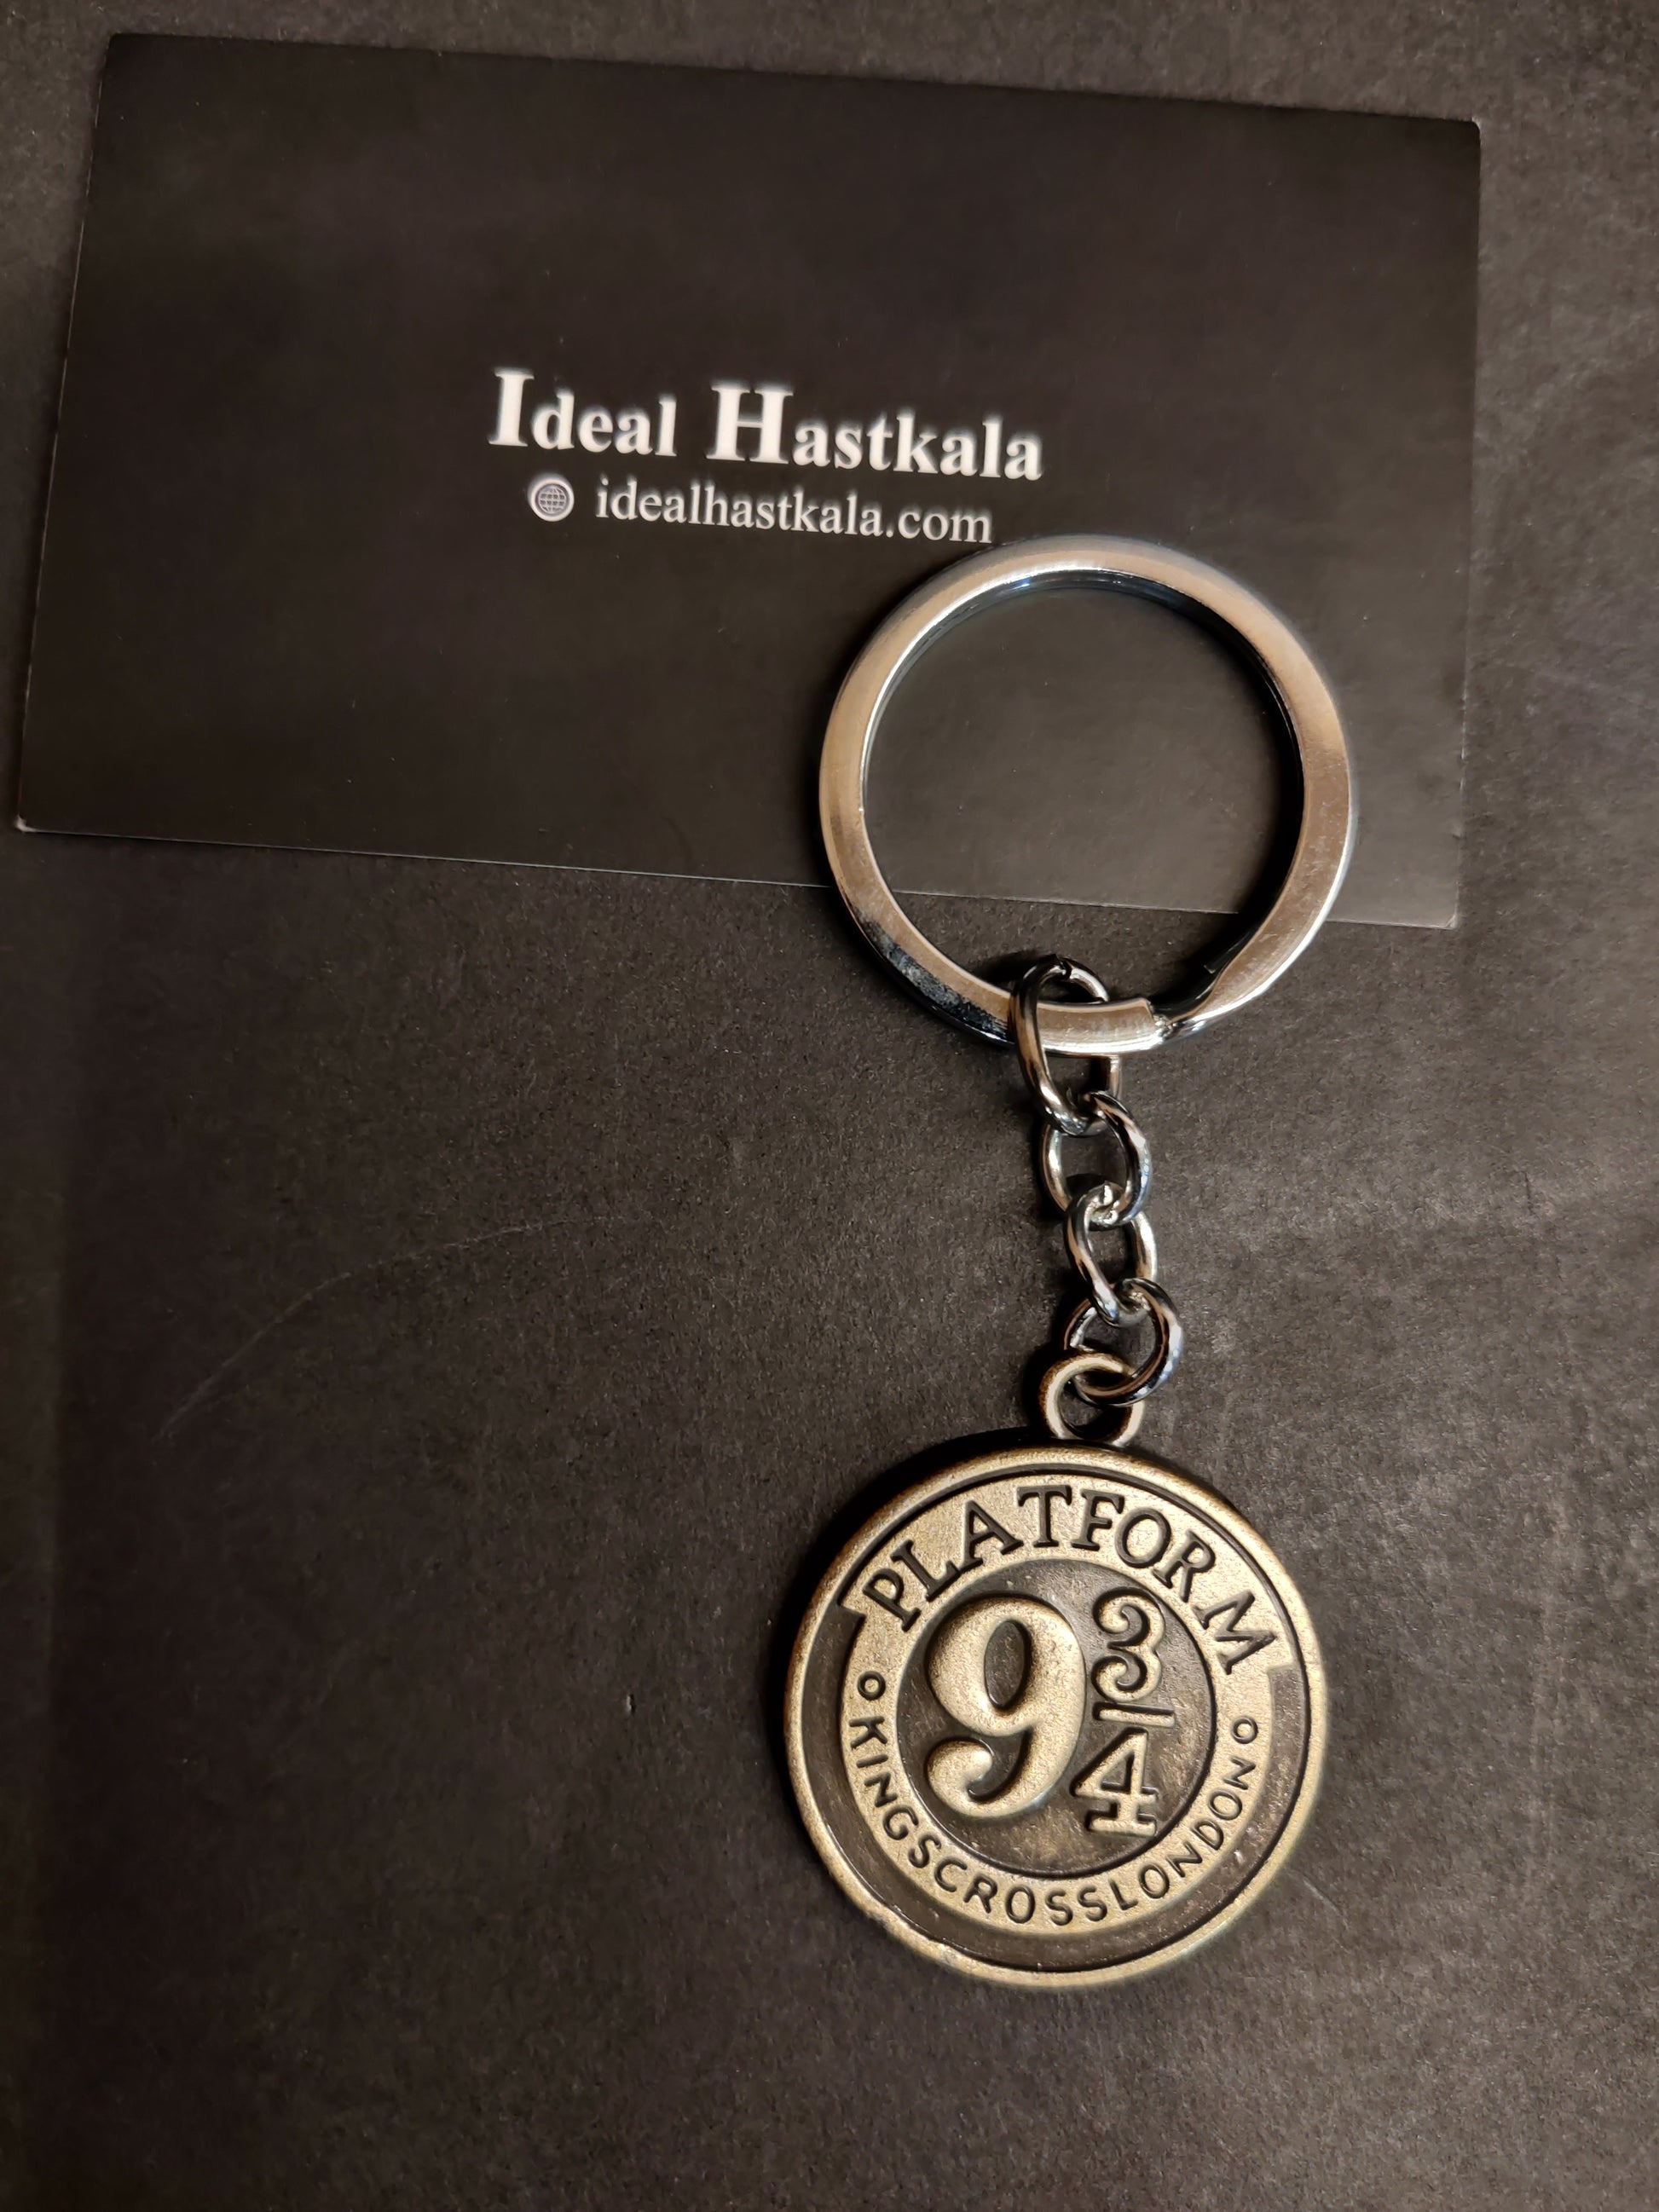 Ideal Hastkala
idealhastkala.com
PLATFORM
9 3/4
KINGSCROSSLONDON